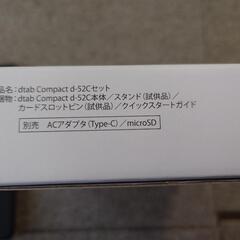 品名：dtab Compact d-52Cセット
梱物：dtab Compact d-52C本体／スタンド（試供品）／
カードスロットピン（試供品）／クイックスタートガイド
別売　ACアダプタ（Type-C）／microSD